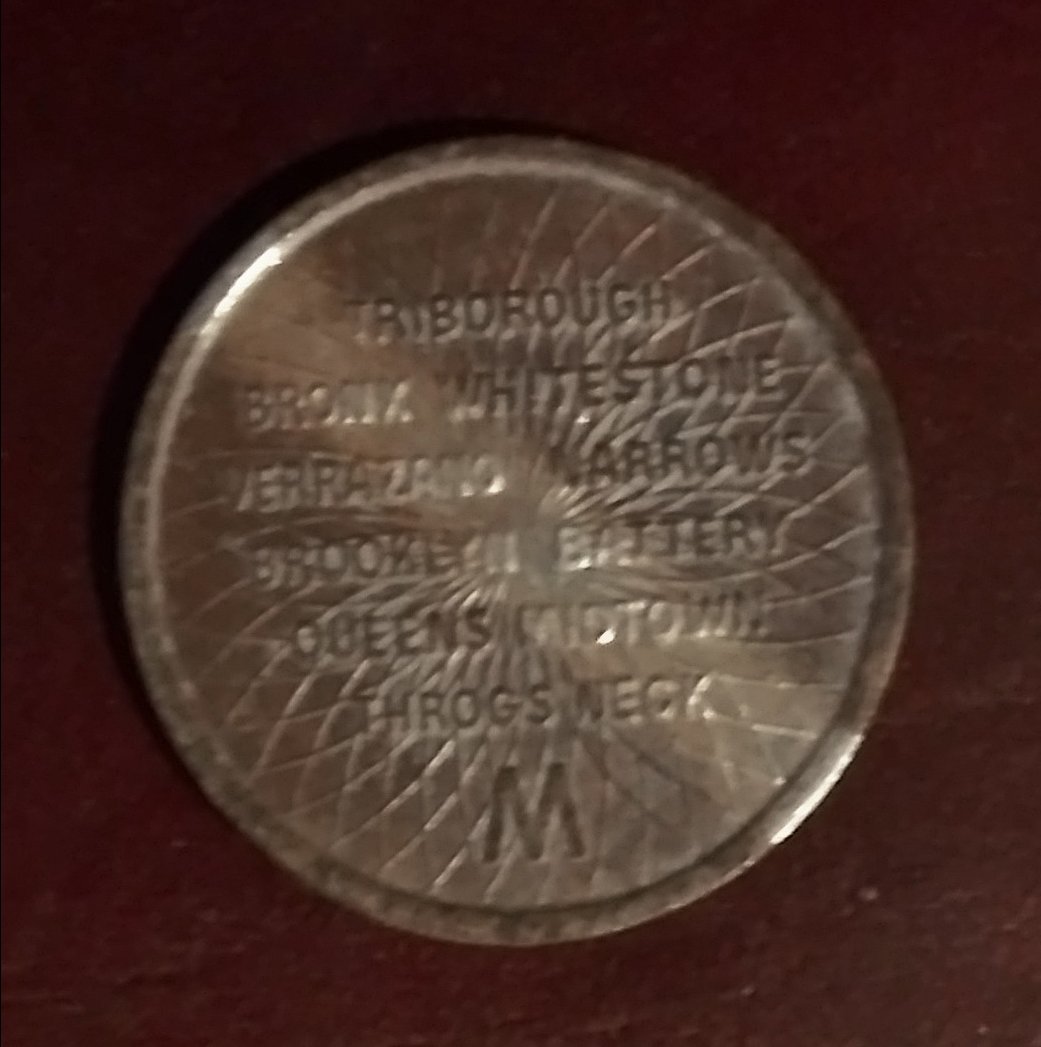 TRIBOROUGH
BRONX WHITESTONE
VERRAZANO NARROWS
BROOKLYN BATTERY
QUEENS MIDTOWN
THROGS NECK
M